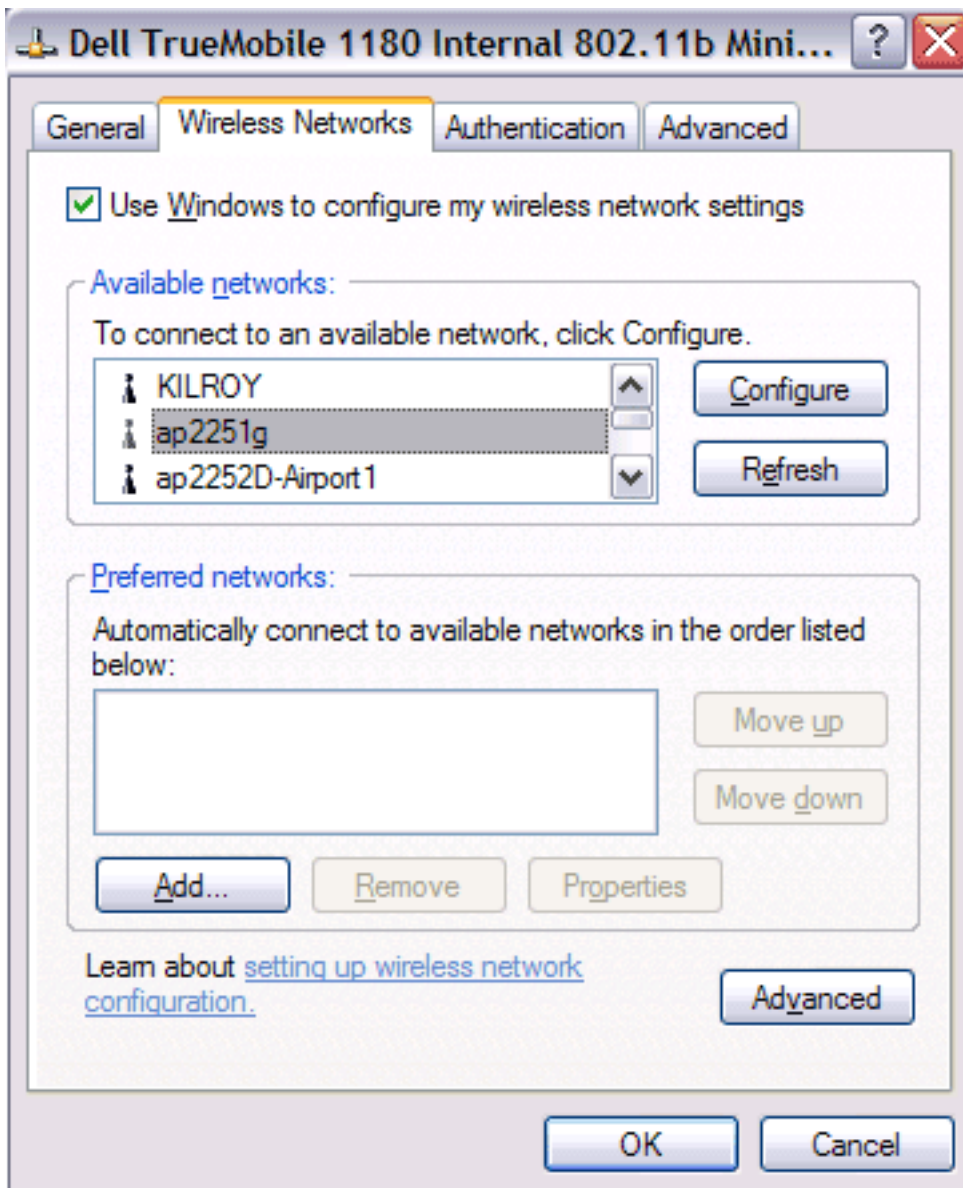 Dell TrueMobile 1180 Internal 802.11b Mini...
General
Wireless Networks
Authentication
Advanced
Use Windows to configure my wireless network settings
Available networks:
To connect to an available network, click Configure.
KILROY
ap2251g
ap2252D-Airport1
Configure
Refresh
Preferred networks:
Automatically connect to available networks in the order listed
below:
Move up
Move down
Add...
Remove
Properties
Learn about setting up wireless network
configuration.
Advanced
OK
Cancel